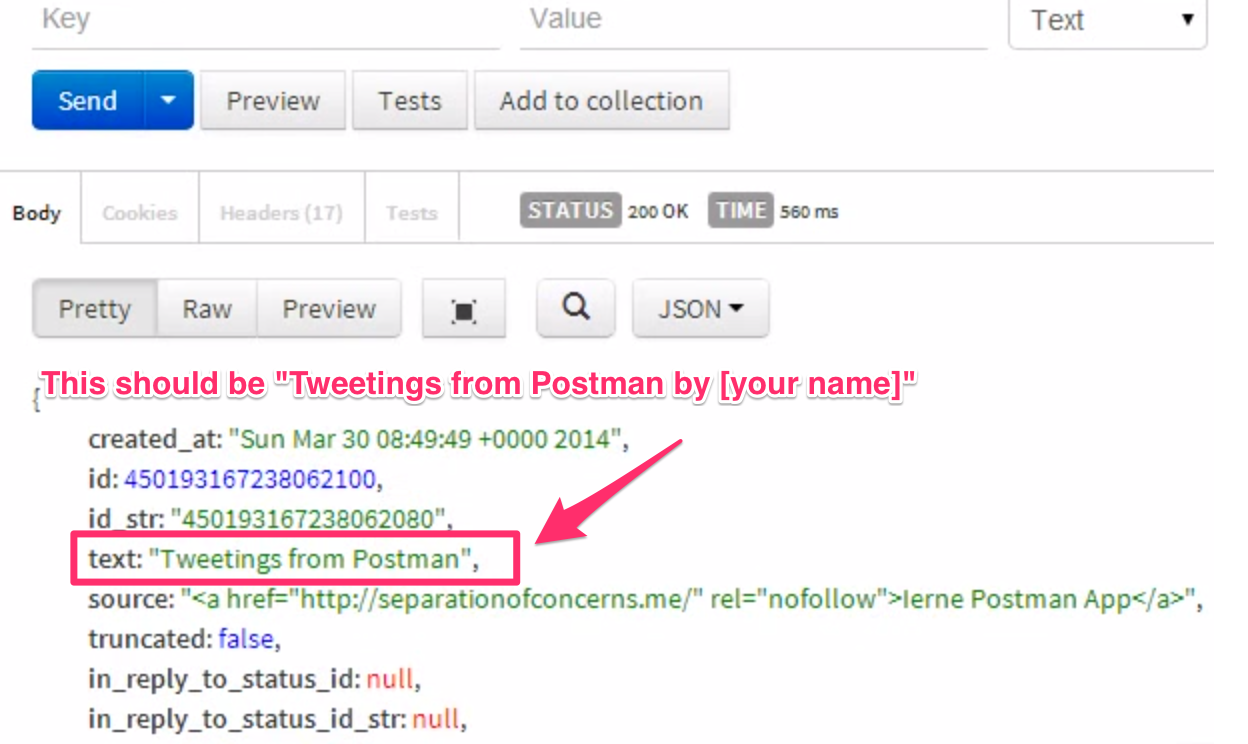 Key Value Text
Send Preview Tests Add to collection
Body Cookies Headers (17) Tests STATUS 200 OK TIME 560 ms
Pretty Raw Preview JSON
This should be "Tweetings from Postman by [your name]"
{
created_at: "Sun Mar 30 08:49:49 +0000 2014",
id: 450193167238062100,
id_str: "450193167238062080",
text: "Tweetings from Postman",
source: "<a href="http://separationofconcerns.me/" rel="nofollow">Ierne Postman App</a>",
truncated: false,
in_reply_to_status_id: null,
in_reply_to_status_id_str: null,